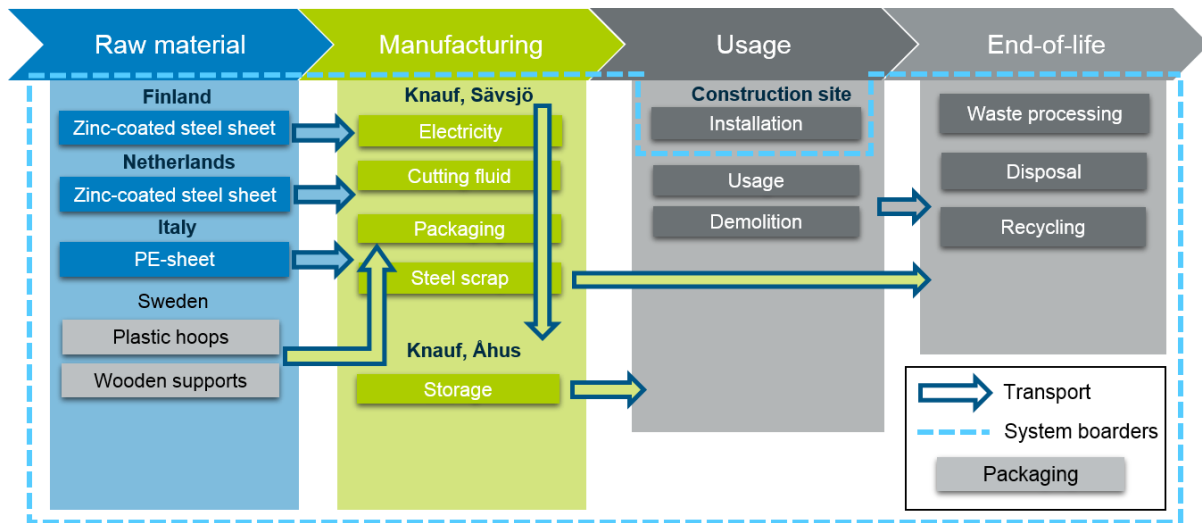 Raw material
Manufacturing
Usage
End-of-life
Finland
Zinc-coated steel sheet
Netherlands
Zinc-coated steel sheet
Italy
PE-sheet
Sweden
Plastic hoops
Wooden supports
Knauf, Sävsjö
Electricity
Cutting fluid
Packaging
Steel scrap
Knauf, Åhus
Storage
Construction site
Installation
Usage
Demolition
Waste processing
Disposal
Recycling
Transport
System boarders
Packaging